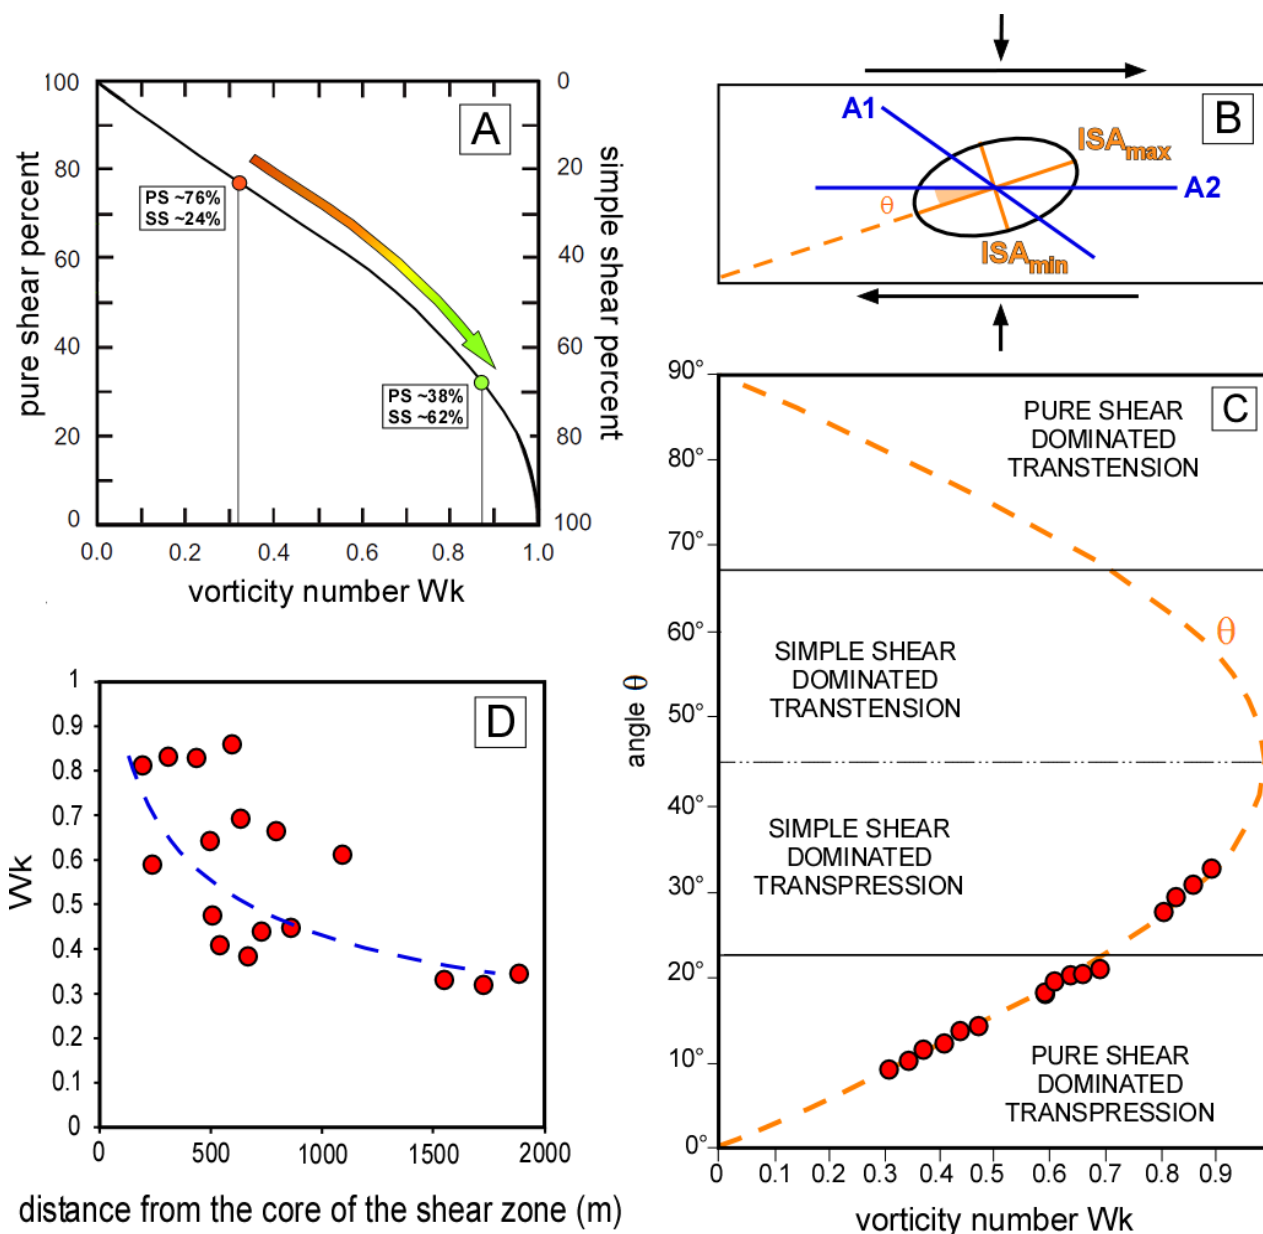 A
pure shear percent
100
80
60
40
20
0
simple shear percent
0
20
40
60
80
100
PS ~76%
SS ~24%
PS ~38%
SS ~62%
0.0 0.2 0.4 0.6 0.8 1.0
vorticity number Wk
B
A1
A2
ISAmax
ISAmin
θ
C
angle θ
90°
80°
70°
60°
50°
40°
30°
20°
10°
0°
PURE SHEAR
DOMINATED
TRANSTENSION
θ
SIMPLE SHEAR
DOMINATED
TRANSTENSION
SIMPLE SHEAR
DOMINATED
TRANSPRESSION
PURE SHEAR
DOMINATED
TRANSPRESSION
0 0.1 0.2 0.3 0.4 0.5 0.6 0.7 0.8 0.9
vorticity number Wk
D
Wk
1
0.9
0.8
0.7
0.6
0.5
0.4
0.3
0.2
0.1
0
0 500 1000 1500 2000
distance from the core of the shear zone (m)